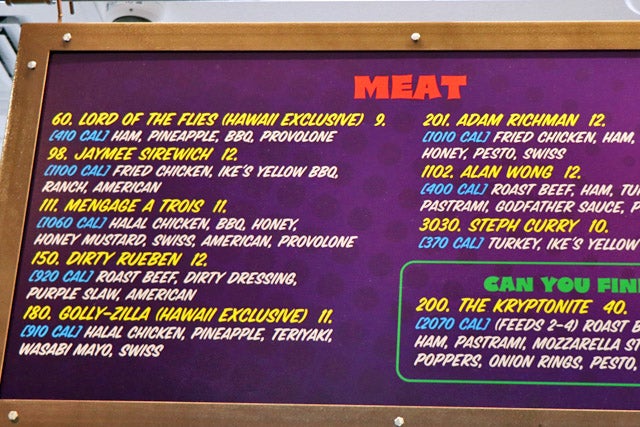 MEAT
60. LORD OF THE FLIES (HAWAII EXCLUSIVE) 9.
[410 CAL] HAM, PINEAPPLE, BBQ, PROVOLONE
98. JAYMEE SIREWICH 12.
[1100 CAL] FRIED CHICKEN, IKE'S YELLOW BBQ,
RANCH, AMERICAN
111. MENGAGE A TROIS 11.
[1060 CAL] HALAL CHICKEN, BBQ, HONEY,
HONEY MUSTARD, SWISS, AMERICAN, PROVOLONE
150. DIRTY RUEBEN 12.
[920 CAL] ROAST BEEF, DIRTY DRESSING,
PURPLE SLAW, AMERICAN
180. GOLLY-ZILLA (HAWAII EXCLUSIVE) 11.
[910 CAL] HALAL CHICKEN, PINEAPPLE, TERIYAKI,
WASABI MAYO, SWISS
201. ADAM RICHMAN 12.
[1010 CAL] FRIED CHICKEN, HAM,
HONEY, PESTO, SWISS
1102. ALAN WONG 12.
[400 CAL] ROAST BEEF, HAM,
PASTRAMI, GODFATHER SAUCE,
3030. STEPH CURRY 10.
[370 CAL] TURKEY, IKE'S YELLOW
CAN YOU
200. THE KRYPTONITE 40.
[2070 CAL] (FEEDS 2-4) ROAST
HAM, PASTRAMI, MOZZARELLA
POPPERS, ONION RINGS, PESTO,